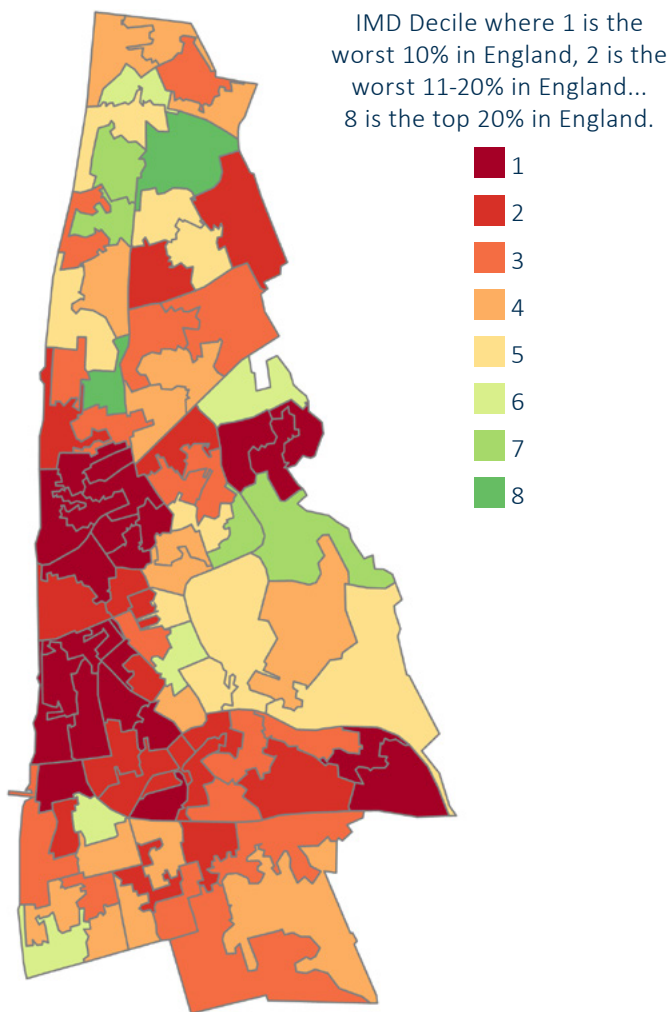 IMD Decile where 1 is the
worst 10% in England, 2 is the
worst 11-20% in England...
8 is the top 20% in England.
1
2
3
4
5
6
7
8